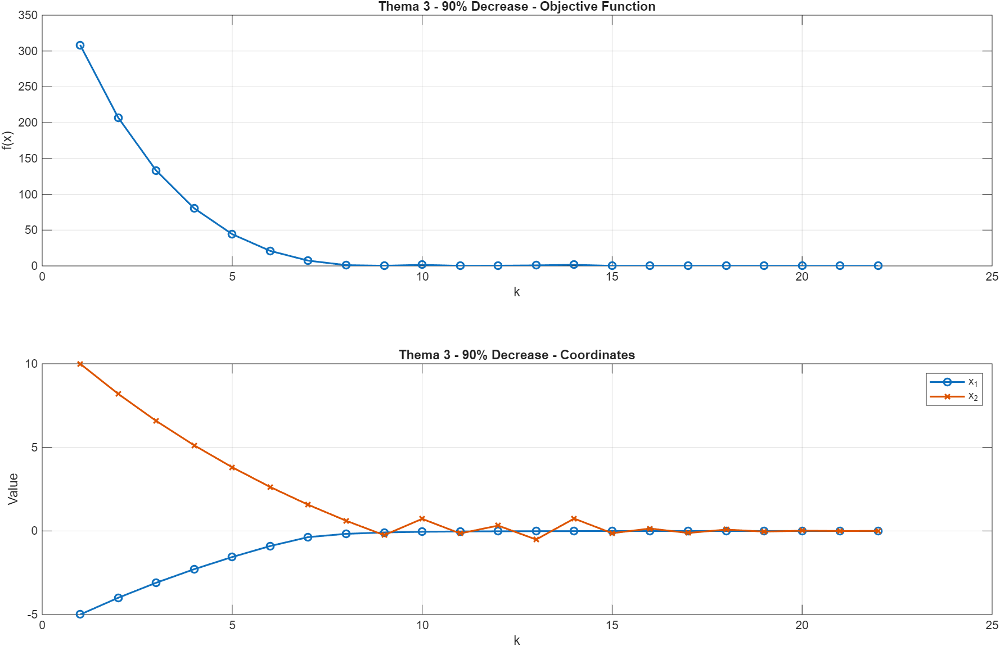 Thema 3 - 90% Decrease - Objective Function
350
300
250
200
150
100
50
0
f(x)
0 5 10 15 20 25
k
Thema 3 - 90% Decrease - Coordinates
10
5
0
-5
Value
x₁
x₂
0 5 10 15 20 25
k